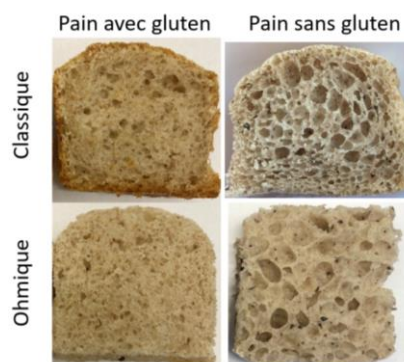 Pain avec gluten
Pain sans gluten
Classique
Ohmique